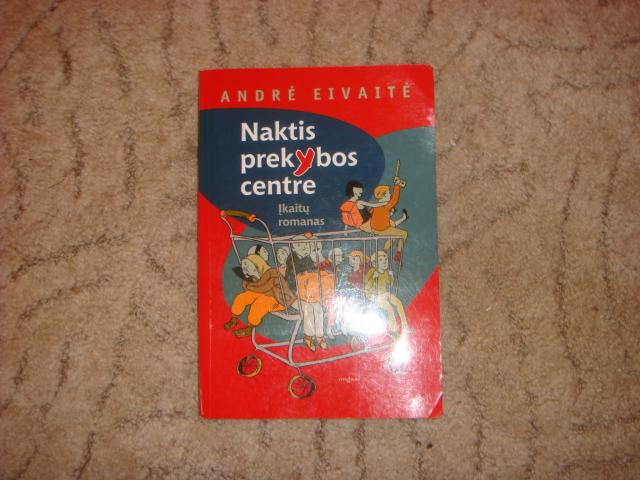 ANDRĖ EIVAITĖ
Naktis
prekybos
centre
Įkaitų
romanas